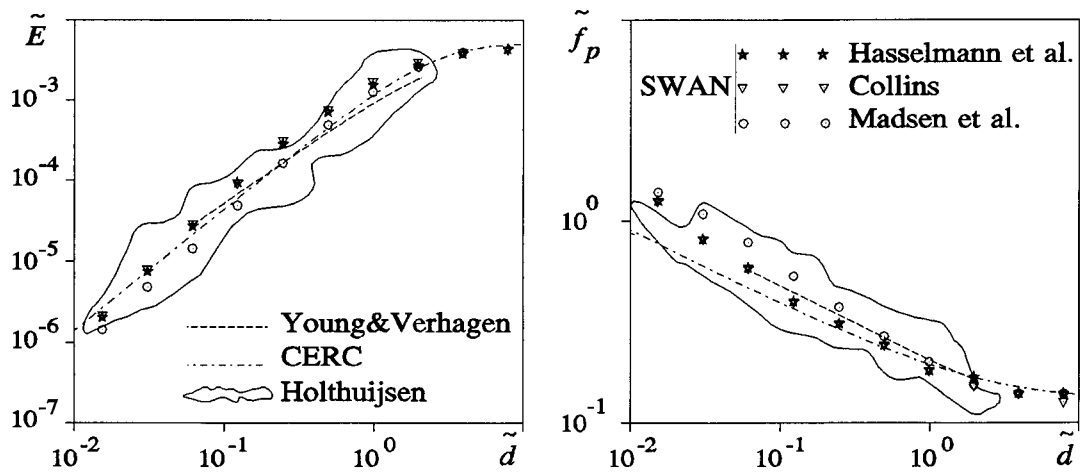 Ẽ
10⁻³
10⁻⁴
10⁻⁵
10⁻⁶
10⁻⁷
Young&Verhagen
CERC
Holthuijsen
10⁻² 10⁻¹ 10⁰ d̃
f̃ₚ
10⁰
10⁻¹
SWAN
Hasselmann et al.
Collins
Madsen et al.
10⁻² 10⁻¹ 10⁰ d̃